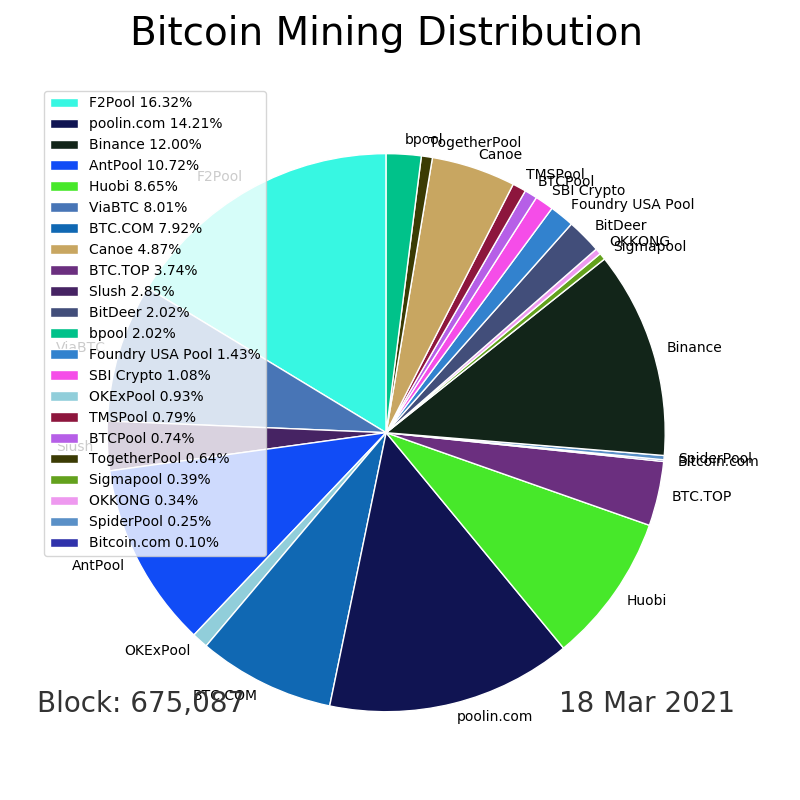 Bitcoin Mining Distribution
F2Pool 16.32%
poolin.com 14.21%
Binance 12.00%
AntPool 10.72%
Huobi 8.65%
ViaBTC 8.01%
BTC.COM 7.92%
Canoe 4.87%
BTC.TOP 3.74%
Slush 2.85%
BitDeer 2.02%
bpool 2.02%
Foundry USA Pool 1.43%
SBI Crypto 1.08%
OKExPool 0.93%
TMSPool 0.79%
BTCPool 0.74%
TogetherPool 0.64%
Sigmapool 0.39%
OKKONG 0.34%
SpiderPool 0.25%
Bitcoin.com 0.10%
bpool
TogetherPool
Canoe
TMSPool
BTCPool
SBI Crypto
Foundry USA Pool
BitDeer
OKKONG
Sigmapool
Binance
SpiderPool
Bitcoin.com
BTC.TOP
Huobi
poolin.com
BTC.COM
OKExPool
AntPool
Slush
ViaBTC
F2Pool
Block: 675,087
18 Mar 2021